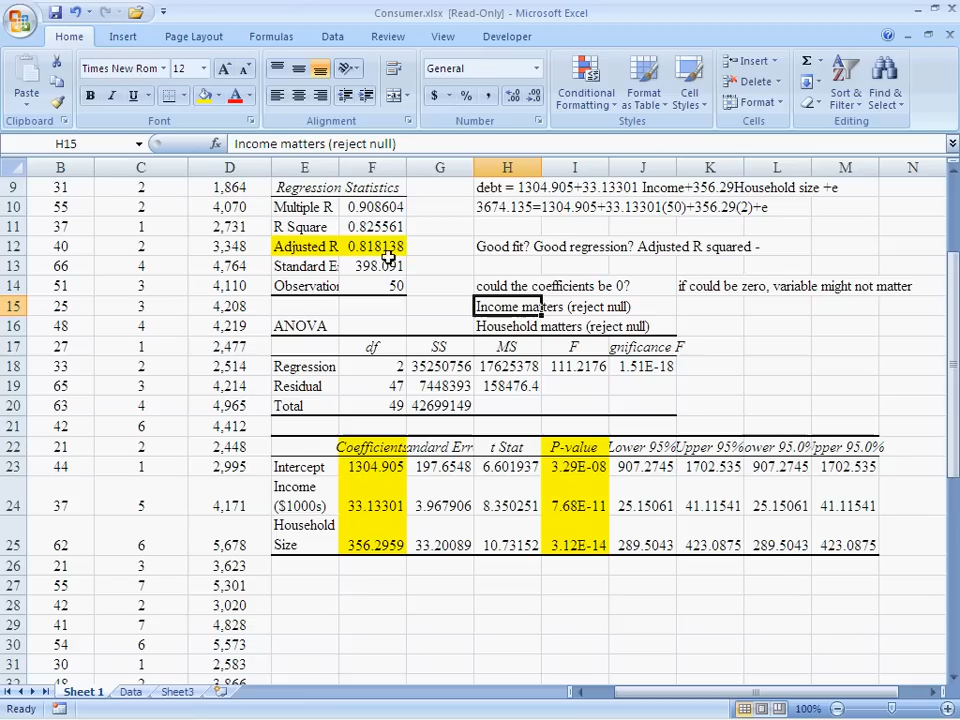 Consumer.xlsx [Read-Only] - Microsoft Excel
Home Insert Page Layout Formulas Data Review View Developer
Paste Times New Rom 12 A A General Conditional Formatting Format as Table Cell Styles Insert Delete Format Σ Sort & Filter Find & Select
B I U A $ % , .0 .00 .00 .0
Clipboard Font Alignment Number Styles Cells Editing
H15 fx Income matters (reject null)
B C D E F G H I J K L M N
9 31 2 1,864 Regression Statistics debt = 1304.905+33.13301 Income+356.29Household size +e
10 55 2 4,070 Multiple R 0.908604 3674.135=1304.905+33.13301(50)+356.29(2)+e
11 37 1 2,731 R Square 0.825561
12 40 2 3,348 Adjusted R 0.818138 Good fit? Good regression? Adjusted R squared -
13 66 4 4,764 Standard E 398.091
14 51 3 4,110 Observation 50 could the coefficients be 0? if could be zero, variable might not matter
15 25 3 4,208 Income matters (reject null)
16 48 4 4,219 ANOVA Household matters (reject null)
17 27 1 2,477 df SS MS F gnificance F
18 33 2 2,514 Regression 2 35250756 17625378 111.2176 1.51E-18
19 65 3 4,214 Residual 47 7448393 158476.4
20 63 4 4,965 Total 49 42699149
21 42 6 4,412
22 21 2 2,448 Coefficients andard Err t Stat P-value Lower 95% Upper 95% ower 95.0% pper 95.0%
23 44 1 2,995 Intercept 1304.905 197.6548 6.601937 3.29E-08 907.2745 1702.535 907.2745 1702.535
24 37 5 4,171 Income ($1000s) 33.13301 3.967906 8.350251 7.68E-11 25.15061 41.11541 25.15061 41.11541
25 62 6 5,678 Household Size 356.2959 33.20089 10.73152 3.12E-14 289.5043 423.0875 289.5043 423.0875
26 21 3 3,623
27 55 7 5,301
28 42 2 3,020
29 41 7 4,828
30 54 6 5,573
31 30 1 2,583
32 48 2 3,866
Sheet 1 Data Sheet3
Ready 100%